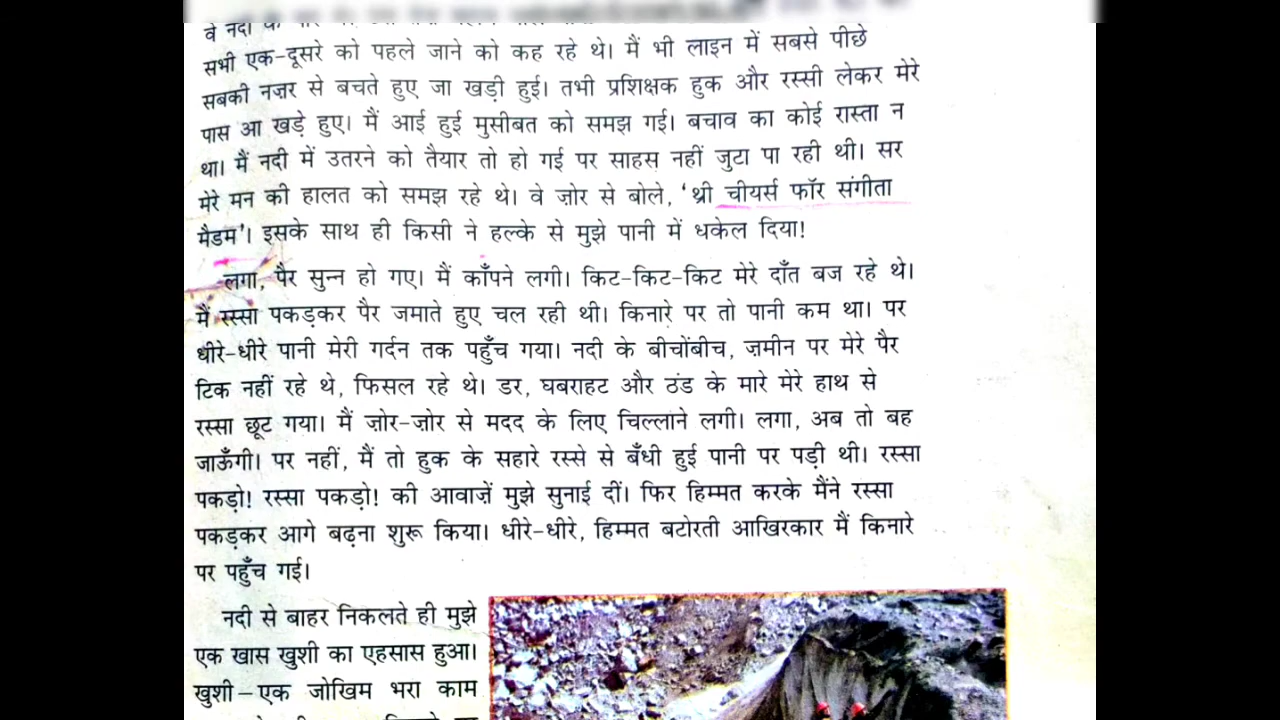 वे नदी के
सभी एक-दूसरे को पहले जाने को कह रहे थे। मैं भी लाइन में सबसे पीछे
सबकी नज़र से बचते हुए जा खड़ी हुई। तभी प्रशिक्षक हुक और रस्सी लेकर मेरे
पास आ खड़े हुए। मैं आई हुई मुसीबत को समझ गई। बचाव का कोई रास्ता न
था। मैं नदी में उतरने को तैयार तो हो गई पर साहस नहीं जुटा पा रही थी। सर
मेरे मन की हालत को समझ रहे थे। वे ज़ोर से बोले, ‘थ्री चीयर्स फॉर संगीता
मैडम’। इसके साथ ही किसी ने हल्के से मुझे पानी में धकेल दिया!
लगा, पैर सुन्न हो गए। मैं काँपने लगी। किट-किट-किट मेरे दाँत बज रहे थे।
मैं रस्सा पकड़कर पैर जमाते हुए चल रही थी। किनारे पर तो पानी कम था। पर
धीरे-धीरे पानी मेरी गर्दन तक पहुँच गया। नदी के बीचोंबीच, ज़मीन पर मेरे पैर
टिक नहीं रहे थे, फिसल रहे थे। डर, घबराहट और ठंड के मारे मेरे हाथ से
रस्सा छूट गया। मैं ज़ोर-ज़ोर से मदद के लिए चिल्लाने लगी। लगा, अब तो बह
जाऊँगी। पर नहीं, मैं तो हुक के सहारे रस्से से बँधी हुई पानी पर पड़ी थी। रस्सा
पकड़ो! रस्सा पकड़ो! की आवाज़ें मुझे सुनाई दीं। फिर हिम्मत करके मैंने रस्सा
पकड़कर आगे बढ़ना शुरू किया। धीरे-धीरे, हिम्मत बटोरती आखिरकार मैं किनारे
पर पहुँच गई।
नदी से बाहर निकलते ही मुझे
एक खास खुशी का एहसास हुआ।
खुशी–एक जोखिम भरा काम